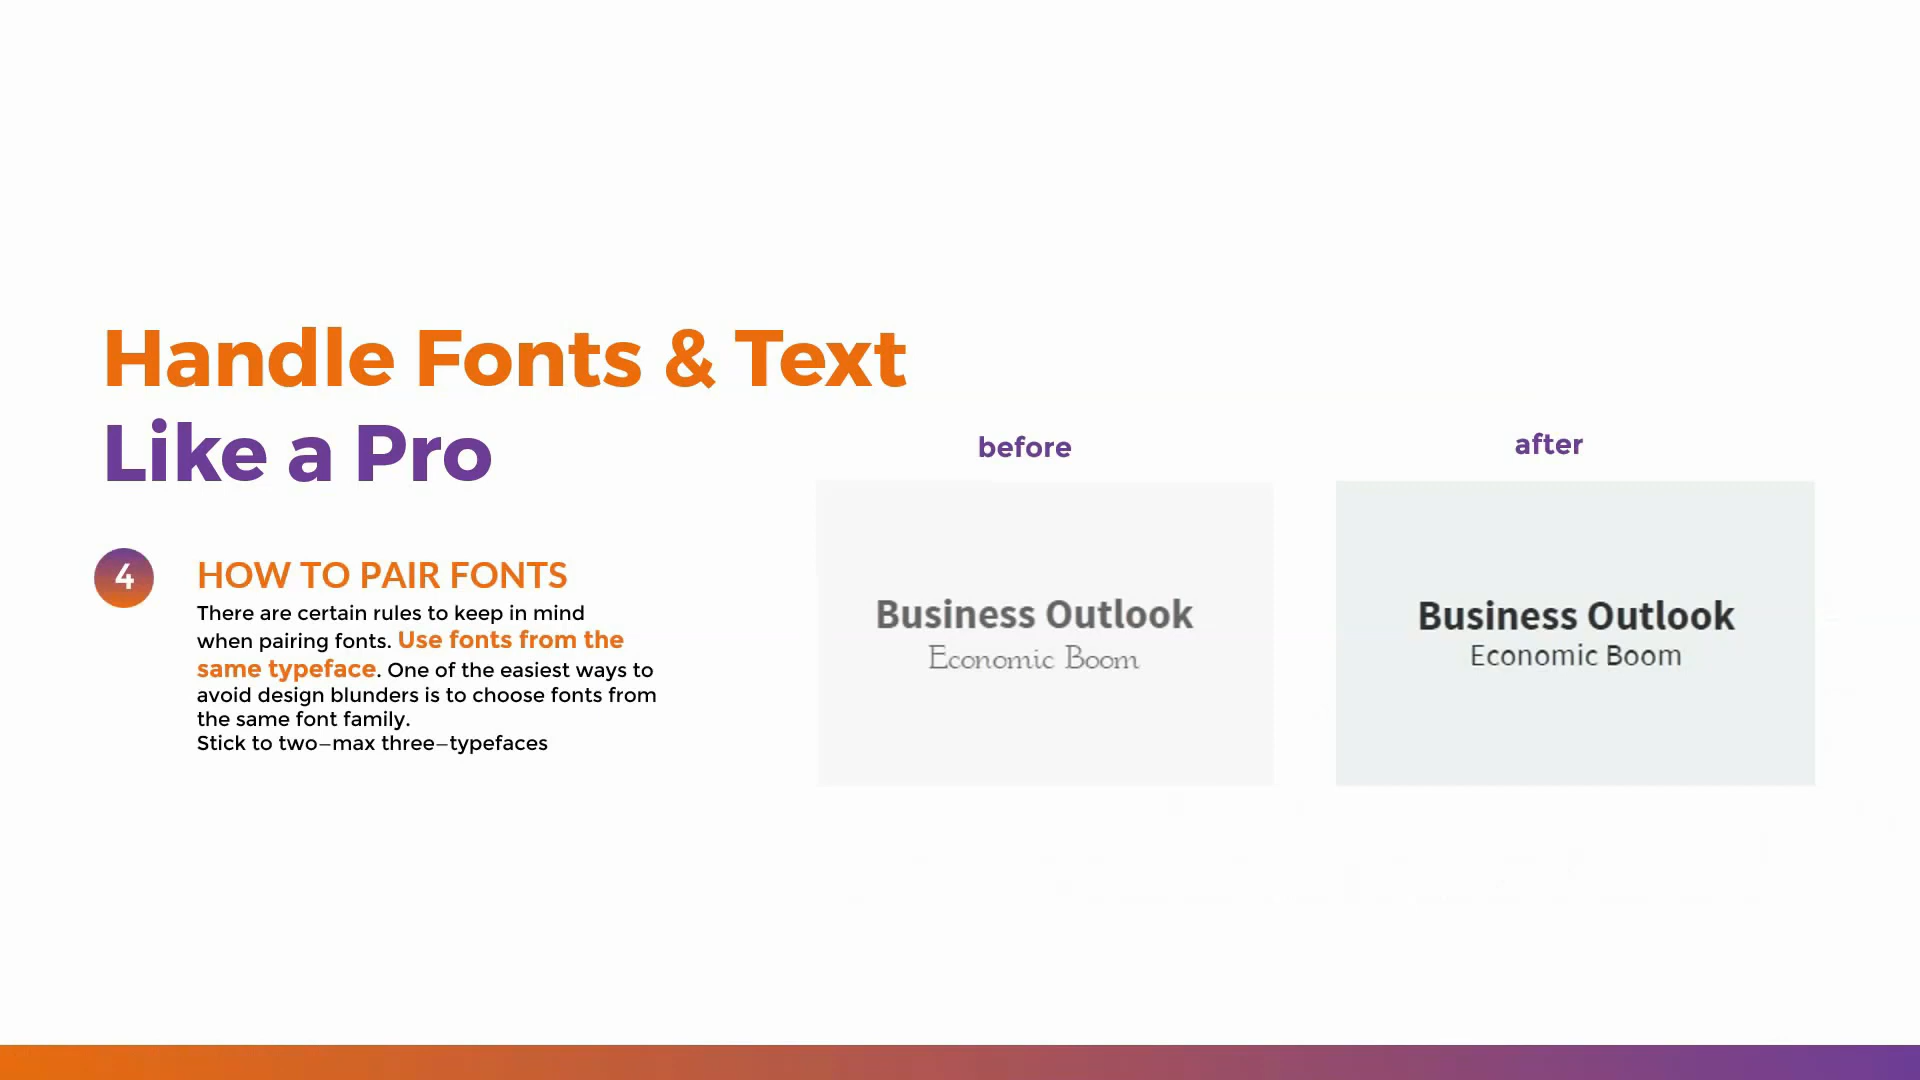 Handle Fonts & Text
Like a Pro
4
HOW TO PAIR FONTS
There are certain rules to keep in mind
when pairing fonts. Use fonts from the
same typeface. One of the easiest ways to
avoid design blunders is to choose fonts from
the same font family.
Stick to two–max three–typefaces
before
Business Outlook
Economic Boom
after
Business Outlook
Economic Boom